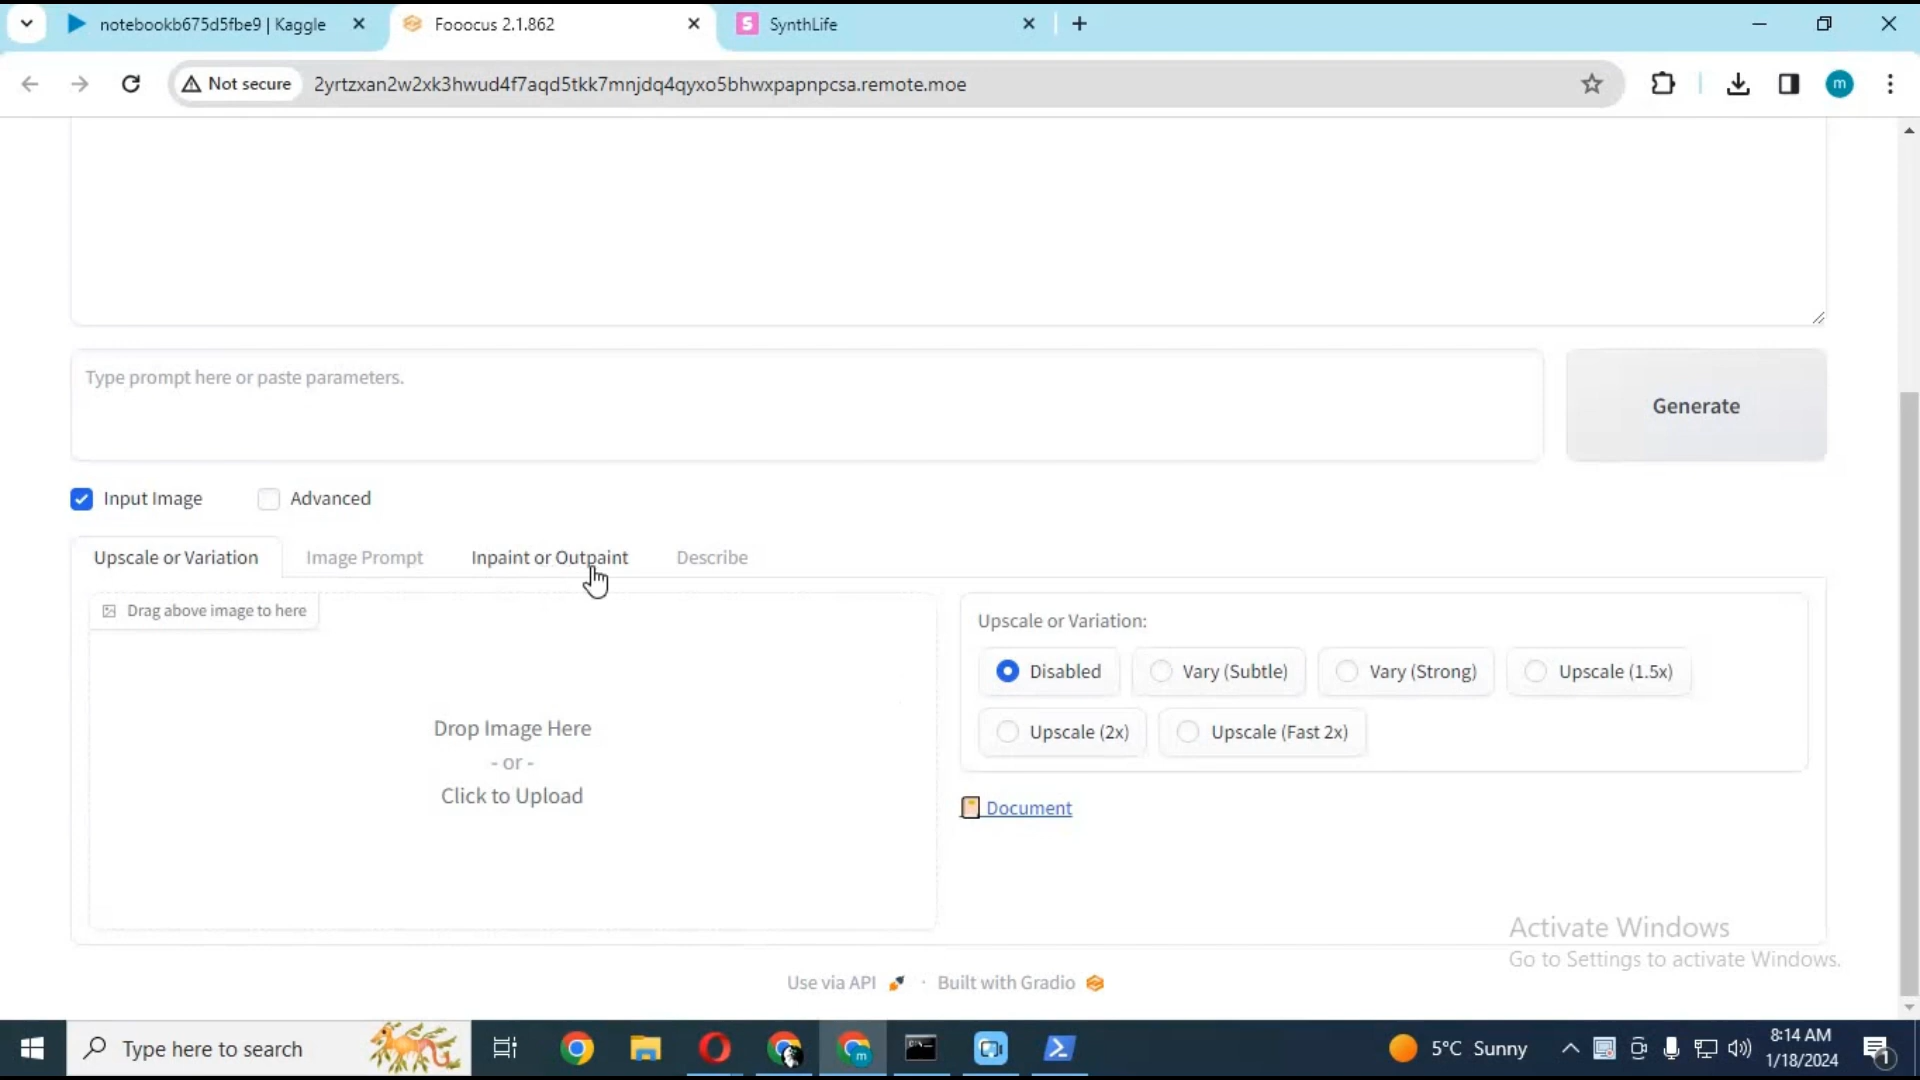 notebookb675d5fbe9 | Kaggle
Fooocus 2.1.862
S SynthLife
Not secure
2yrtzxan2w2xk3hwud4f7aqd5tkk7mnjdq4qyxo5bhwxpapnpcsa.remote.moe
m
Type prompt here or paste parameters.
Generate
Input Image
Advanced
Upscale or Variation
Image Prompt
Inpaint or Outpaint
Describe
Drag above image to here
Drop Image Here
- or -
Click to Upload
Upscale or Variation:
Disabled
Vary (Subtle)
Vary (Strong)
Upscale (1.5x)
Upscale (2x)
Upscale (Fast 2x)
Document
Activate Windows
Go to Settings to activate Windows.
Use via API
·
Built with Gradio
Type here to search
m
5°C Sunny
8:14 AM
1/18/2024
1